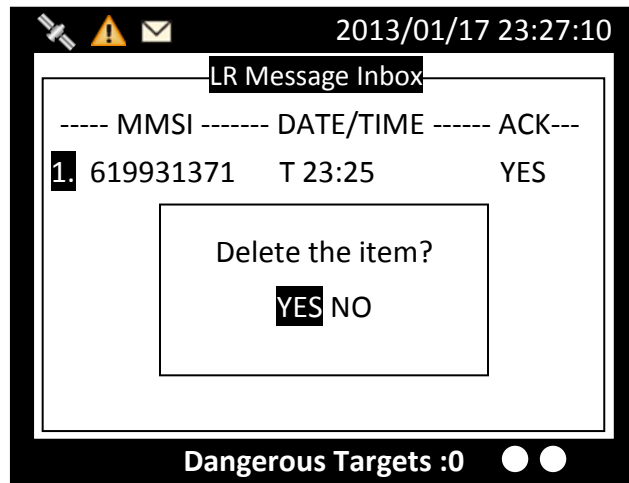 2013/01/17 23:27:10
LR Message Inbox
----- MMSI ------- DATE/TIME ------ ACK---
1. 619931371 T 23:25 YES
Delete the item?
YES NO
Dangerous Targets :0